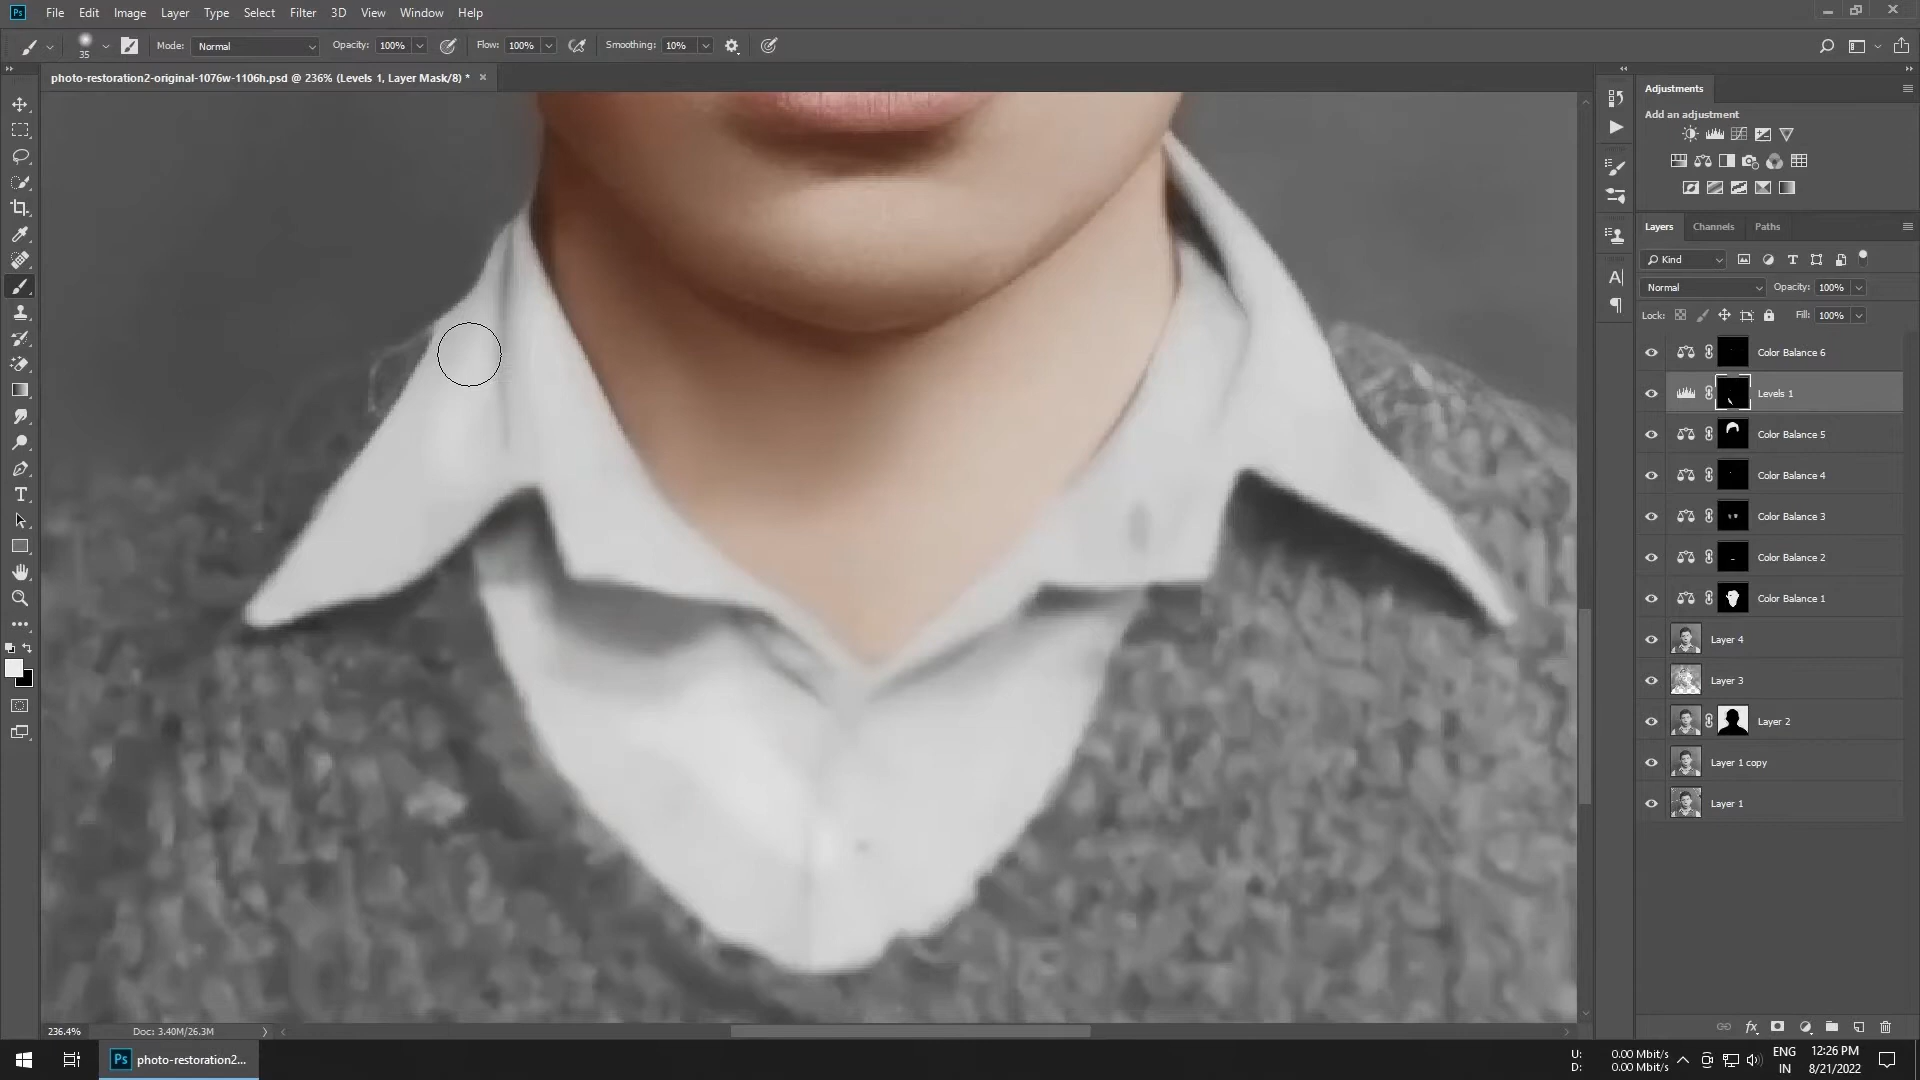 Ps File Edit Image Layer Type Select Filter 3D View Window Help
35 Mode: Normal Opacity: 100% Flow: 100% Smoothing: 10%
photo-restoration2-original-1076w-1106h.psd @ 236% (Levels 1, Layer Mask/8) * ×
Adjustments
Add an adjustment
Layers Channels Paths
Kind
Normal Opacity: 100%
Lock: Fill: 100%
Color Balance 6
Levels 1
Color Balance 5
Color Balance 4
Color Balance 3
Color Balance 2
Color Balance 1
Layer 4
Layer 3
Layer 2
Layer 1 copy
Layer 1
236.4% Doc: 3.40M/26.3M
Ps photo-restoration2...
U: 0.00 Mbit/s
D: 0.00 Mbit/s
ENG
IN
12:26 PM
8/21/2022